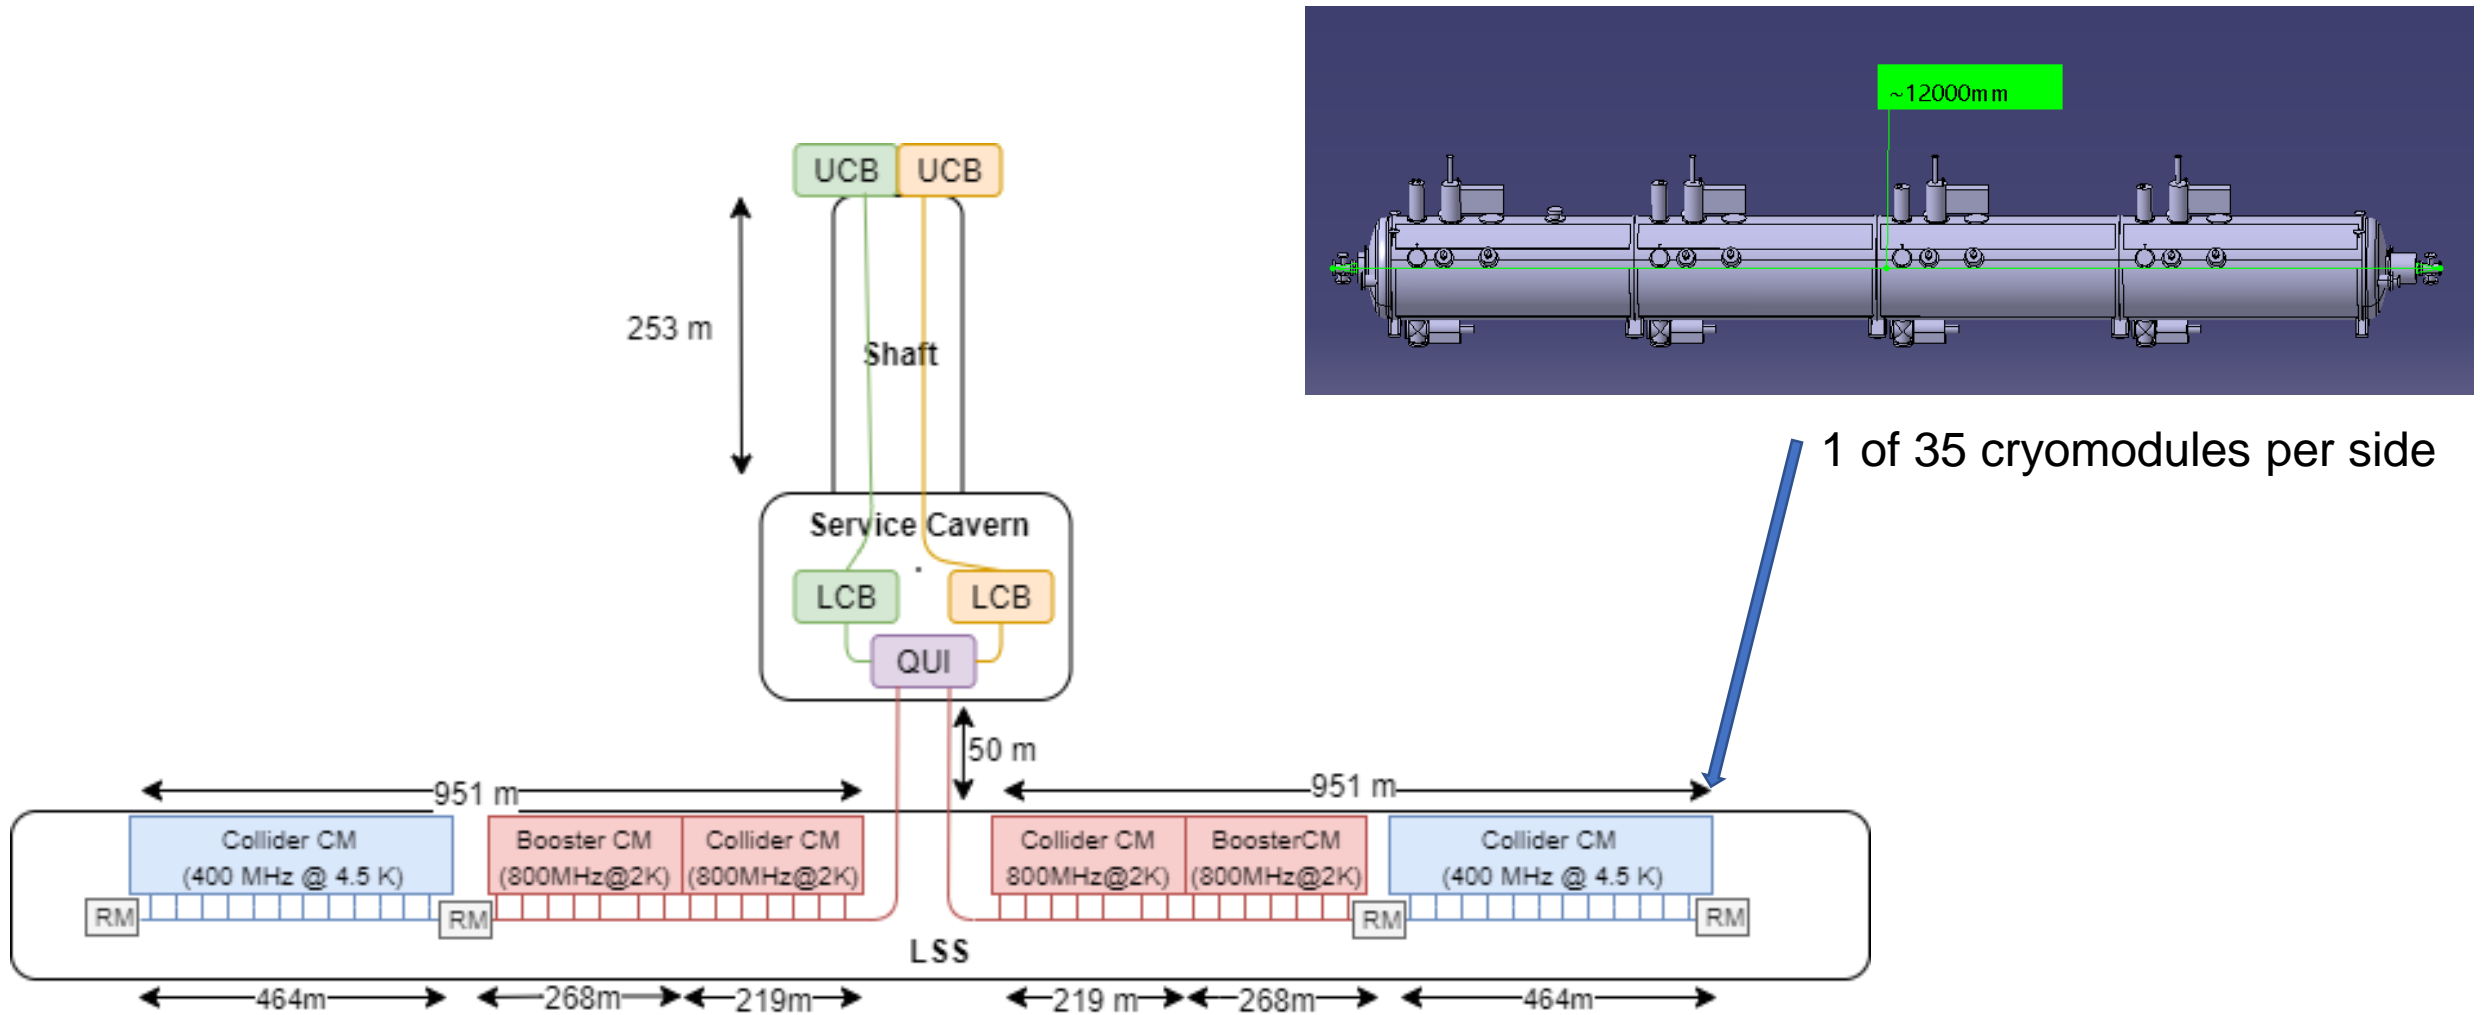 ~12000mm
1 of 35 cryomodules per side
UCB
UCB
253 m
Shaft
Service Cavern
LCB
LCB
QUI
50 m
951 m
951 m
Collider CM
(400 MHz @ 4.5 K)
Booster CM
(800MHz@2K)
Collider CM
(800MHz@2K)
Collider CM
800MHz@2K)
BoosterCM
(800MHz@2K)
Collider CM
(400 MHz @ 4.5 K)
RM
RM
RM
RM
LSS
464m
268m
219m
219 m
268m
464m